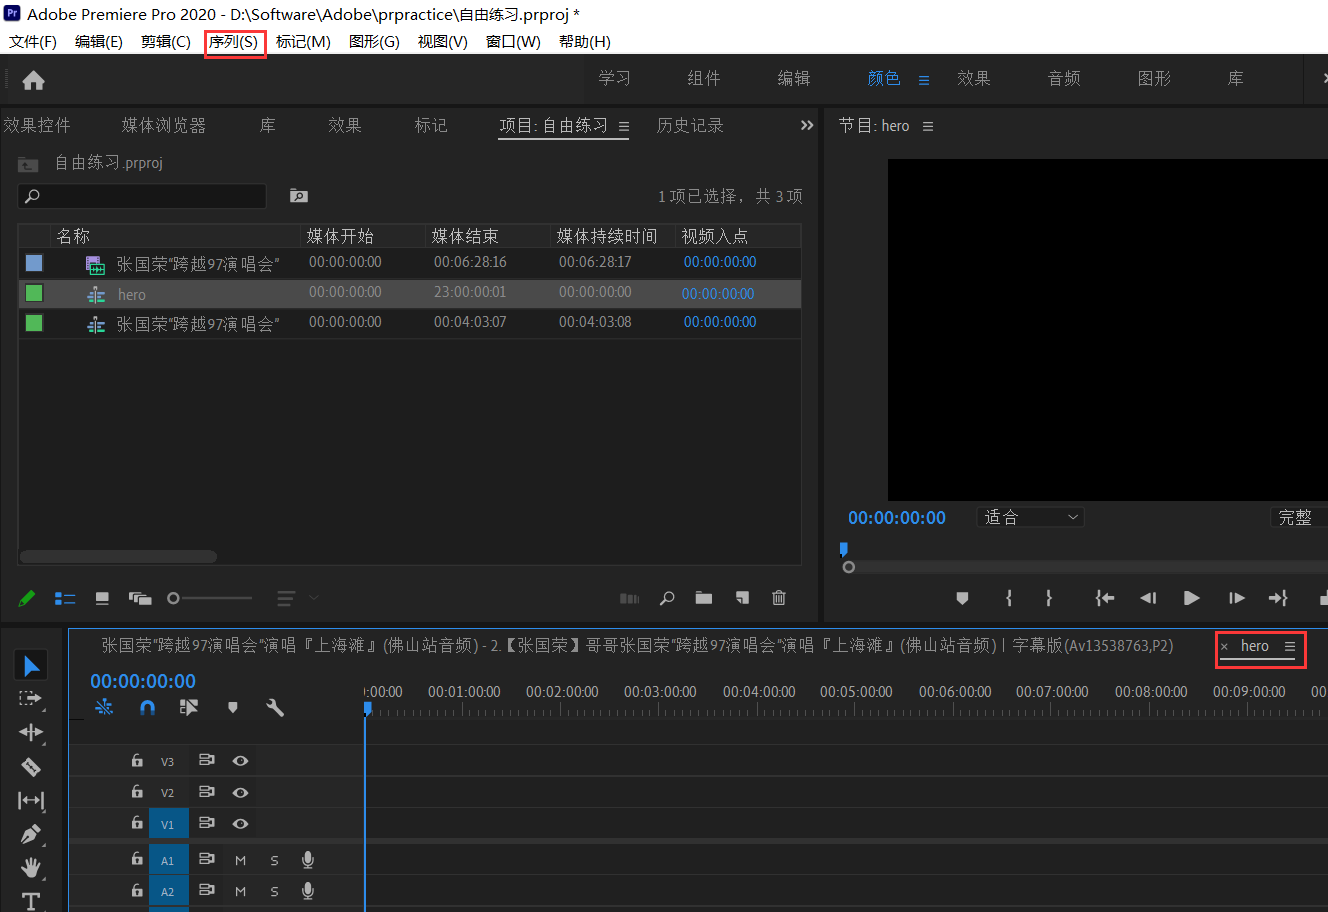 Adobe Premiere Pro 2020 - D:\Software\Adobe\prpractice\自由练习.prproj *
文件(F) 编辑(E) 剪辑(C) 序列(S) 标记(M) 图形(G) 视图(V) 窗口(W) 帮助(H)
学习 组件 编辑 颜色 效果 音频 图形 库
效果控件 媒体浏览器 库 效果 标记 项目: 自由练习 历史记录 节目: hero
自由练习.prproj
1 项已选择，共 3 项
名称 媒体开始 媒体结束 媒体持续时间 视频入点
张国荣"跨越97演唱会" 00:00:00:00 00:06:28:16 00:06:28:17 00:00:00:00
hero 00:00:00:00 23:00:00:01 00:00:00:00 00:00:00:00
张国荣"跨越97演唱会" 00:00:00:00 00:04:03:07 00:04:03:08 00:00:00:00
00:00:00:00 适合 完整
张国荣"跨越97演唱会"演唱『上海滩』(佛山站音频) - 2.【张国荣】哥哥张国荣"跨越97演唱会"演唱『上海滩』(佛山站音频)丨字幕版(Av13538763,P2) × hero
00:00:00:00
:00:00 00:01:00:00 00:02:00:00 00:03:00:00 00:04:00:00 00:05:00:00 00:06:00:00 00:07:00:00 00:08:00:00 00:09:00:00 00
V3
V2
V1
A1 M S
A2 M S